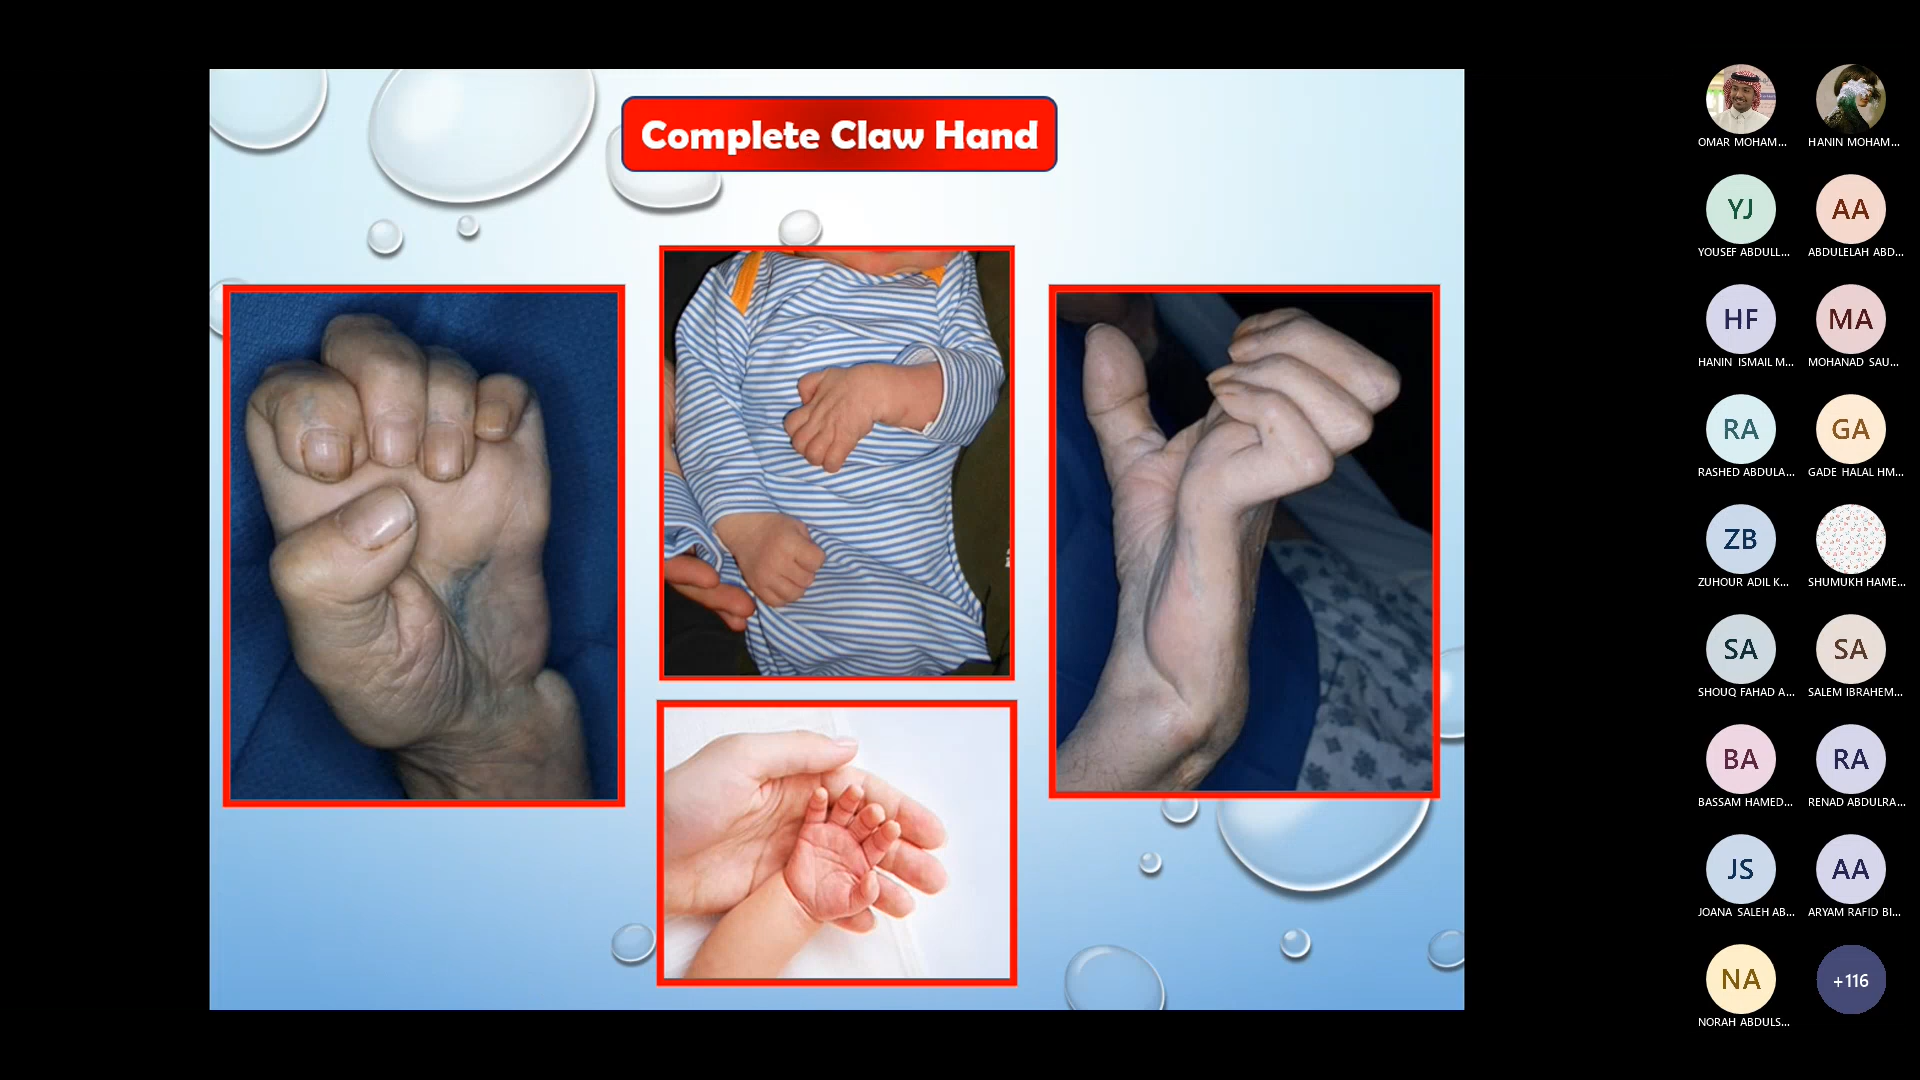 Complete Claw Hand
OMAR MOHAM...
HANIN MOHAM...
YJ
AA
YOUSEF ABDULL...
ABDULELAH ABD...
HF
MA
HANIN ISMAIL M...
MOHANAD SAU...
RA
GA
RASHED ABDULA...
GADE HALAL HM...
ZB
ZUHOUR ADIL K...
SHUMUKH HAME...
SA
SA
SHOUQ FAHAD A...
SALEM IBRAHEM...
BA
RA
BASSAM HAMED...
RENAD ABDULRA...
JS
AA
JOANA SALEH AB...
ARYAM RAFID BI...
NA
+116
NORAH ABDULS...